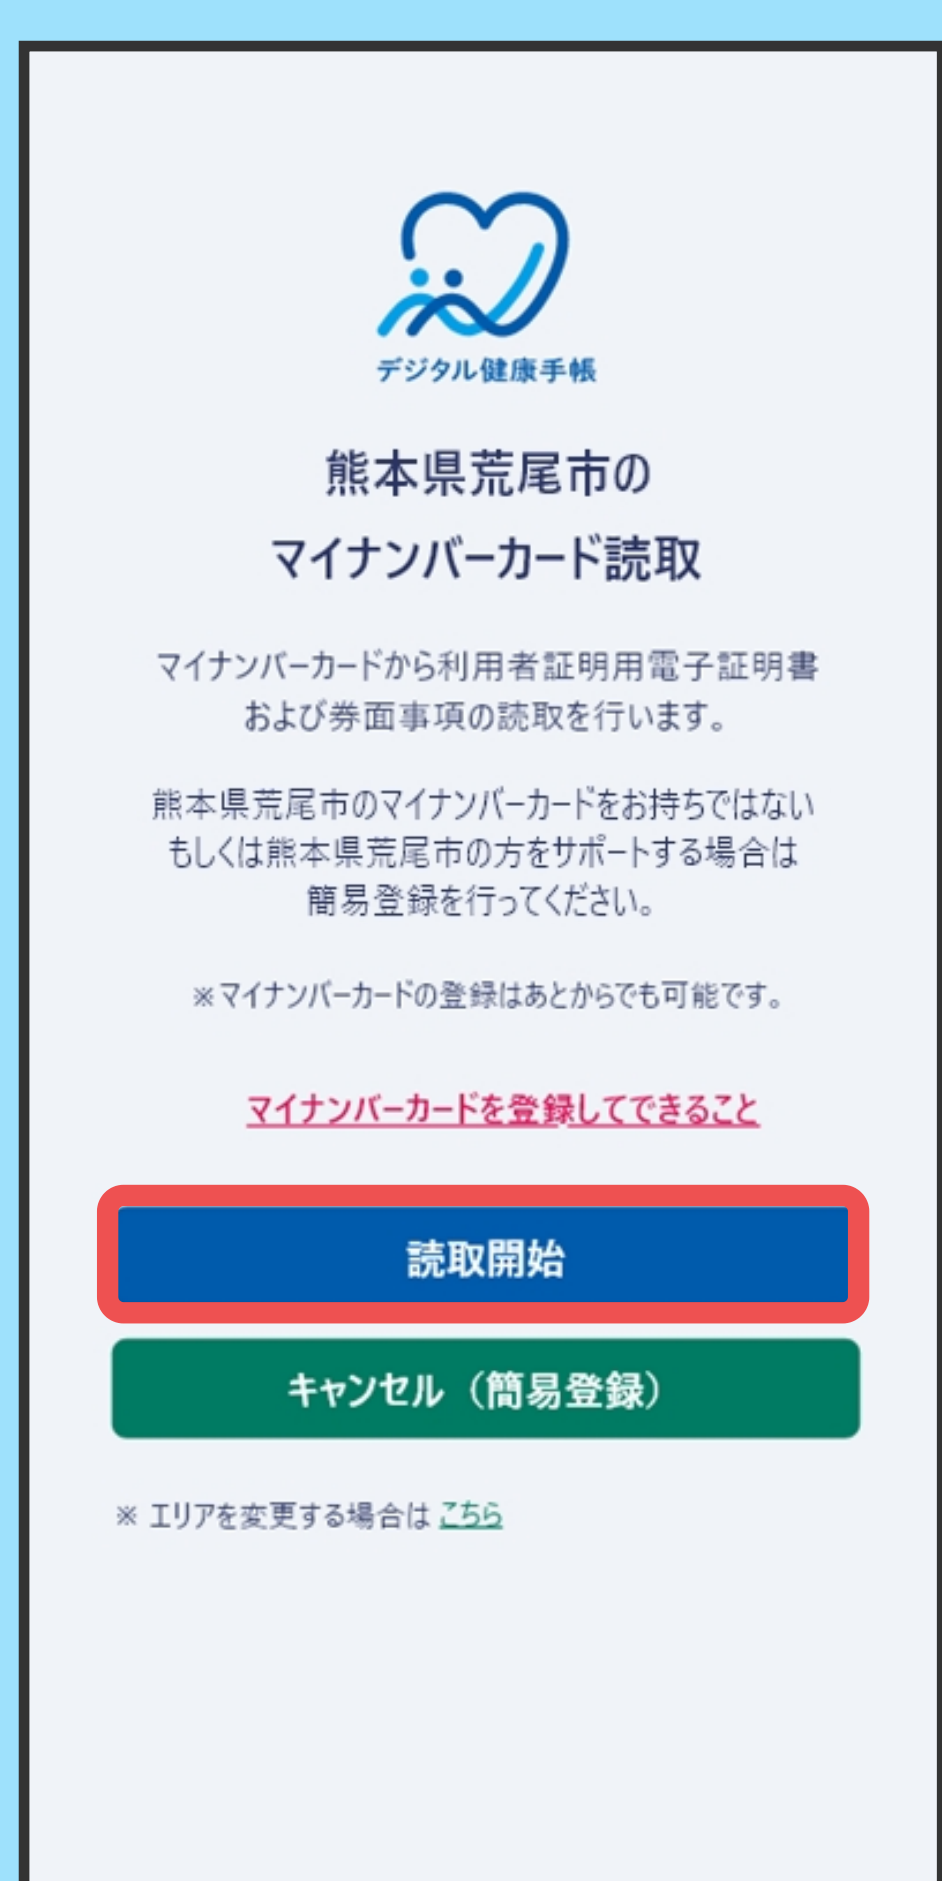 デジタル健康手帳
熊本県荒尾市の
マイナンバーカード読取
マイナンバーカードから利用者証明用電子証明書
および券面事項の読取を行います。
熊本県荒尾市のマイナンバーカードをお持ちではない
もしくは熊本県荒尾市の方をサポートする場合は
簡易登録を行ってください。
※マイナンバーカードの登録はあとからでも可能です。
マイナンバーカードを登録してできること
読取開始
キャンセル（簡易登録）
※ エリアを変更する場合は こちら